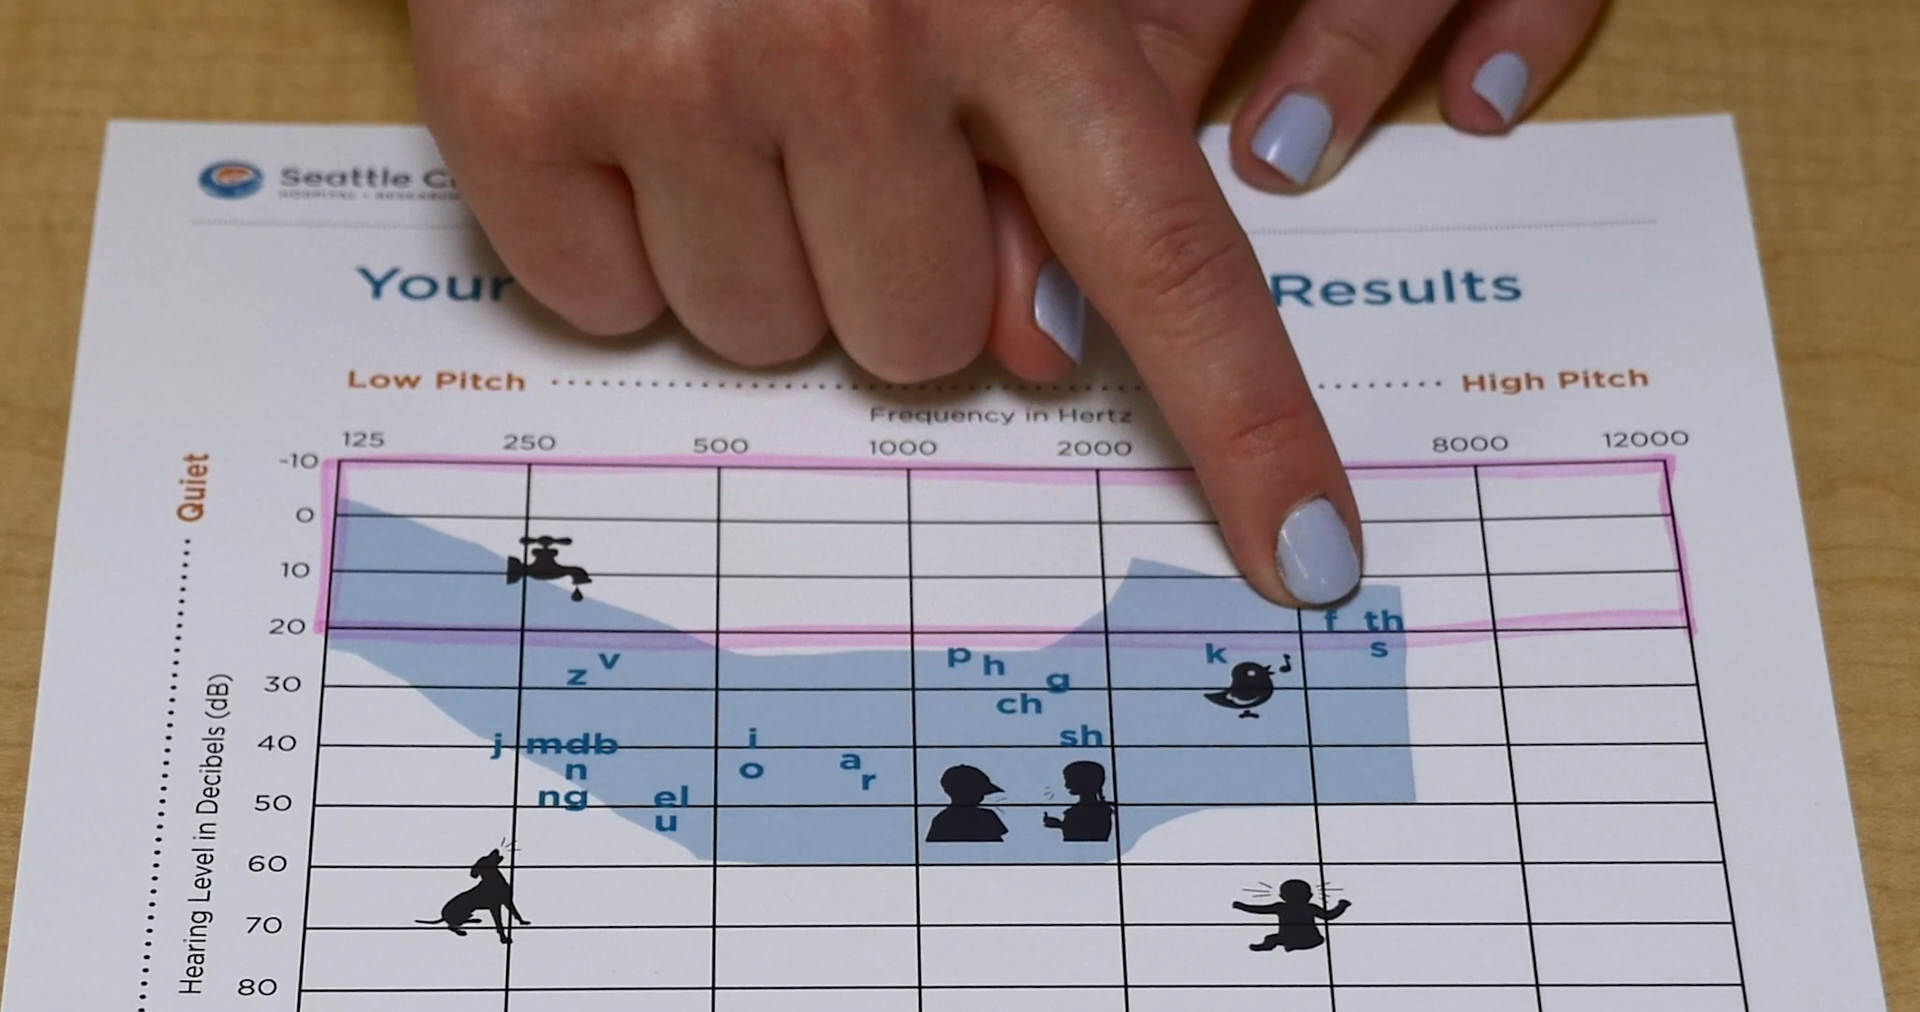 Seattle
HOSPITAL • RESEARCH
Your Results
Low Pitch High Pitch
Frequency in Hertz
125 250 500 1000 2000 8000 12000
Quiet
Hearing Level in Decibels (dB)
-10
0
10
20
f th
z v p h k s
30
g
ch
40
j mdb i sh
n o a r
50
ng el
u
60
70
80